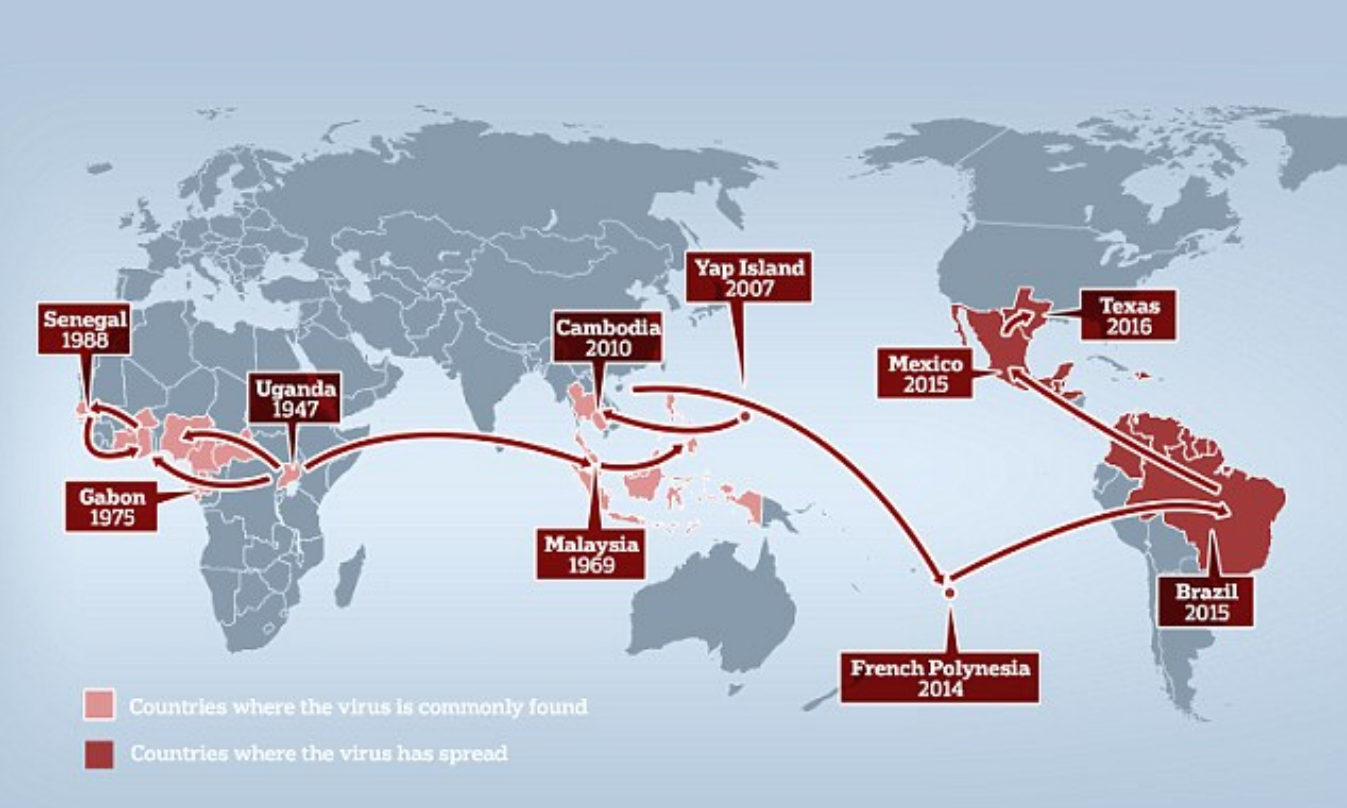 Yap Island
2007
Senegal
1988
Cambodia
2010
Texas
2016
Mexico
2015
Uganda
1947
Gabon
1975
Malaysia
1969
Brazil
2015
French Polynesia
2014
Countries where the virus is commonly found
Countries where the virus has spread